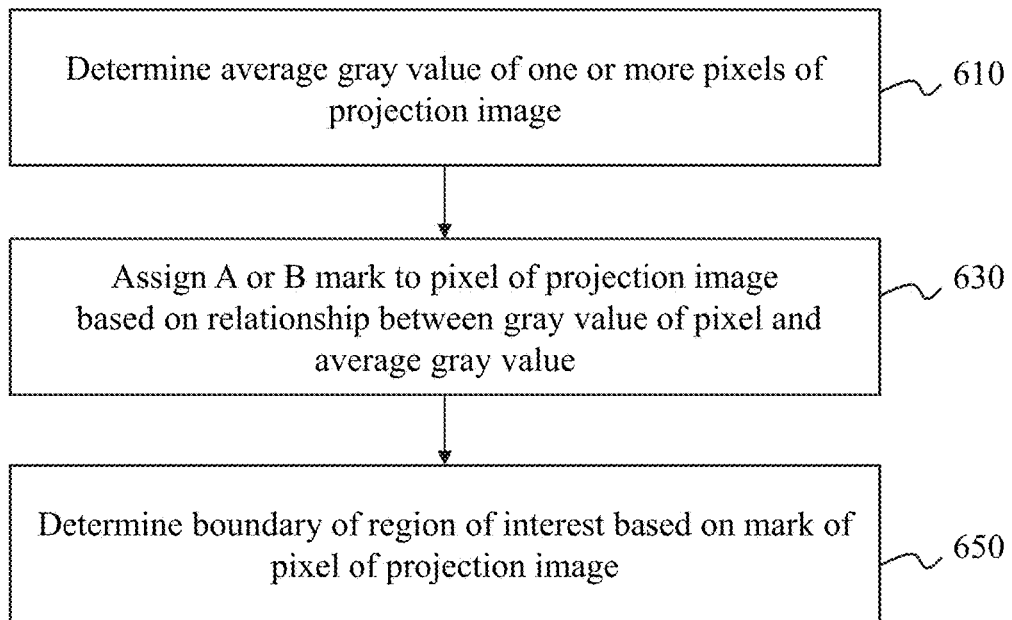 Determine average gray value of one or more pixels of
projection image
610
Assign A or B mark to pixel of projection image
based on relationship between gray value of pixel and
average gray value
630
Determine boundary of region of interest based on mark of
pixel of projection image
650